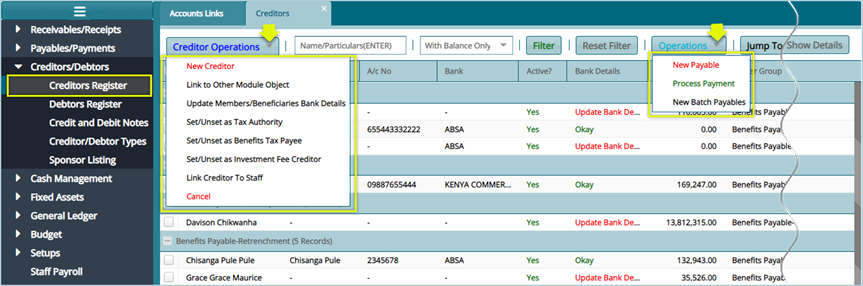 Accounts Links
Creditors
×
Receivables/Receipts
Payables/Payments
Creditors/Debtors
Creditors Register
Debtors Register
Credit and Debit Notes
Creditor/Debtor Types
Sponsor Listing
Cash Management
Fixed Assets
General Ledger
Budget
Setups
Staff Payroll
Creditor Operations
Name/Particulars(ENTER)
With Balance Only
Filter
Reset Filter
Operations
Jump To
Show Details
New Creditor
Link to Other Module Object
Update Members/Beneficiaries Bank Details
Set/Unset as Tax Authority
Set/Unset as Benefits Tax Payee
Set/Unset as Investment Fee Creditor
Link Creditor To Staff
Cancel
New Payable
Process Payment
New Batch Payables
A/c No Bank Active? Bank Details Group
- - Yes Update Bank De... Benefits Payable
655443332222 ABSA Yes Okay 0.00 Benefits Payable
- ABSA Yes Update Bank De... 0.00 Benefits Payable
09887655444 KENYA COMMER... Yes Okay 169,247.00 Benefits Payable
Davison Chikwanha - - - Yes Update Bank De... 13,812,315.00 Benefits Payable-
Benefits Payable-Retrenchment (5 Records)
Chisanga Pule Pule Chisanga Pule 2345678 ABSA Yes Okay 132,943.00 Benefits Payable-
Grace Grace Maurice - - - Yes Update Bank De... 35,526.00 Benefits Payable-